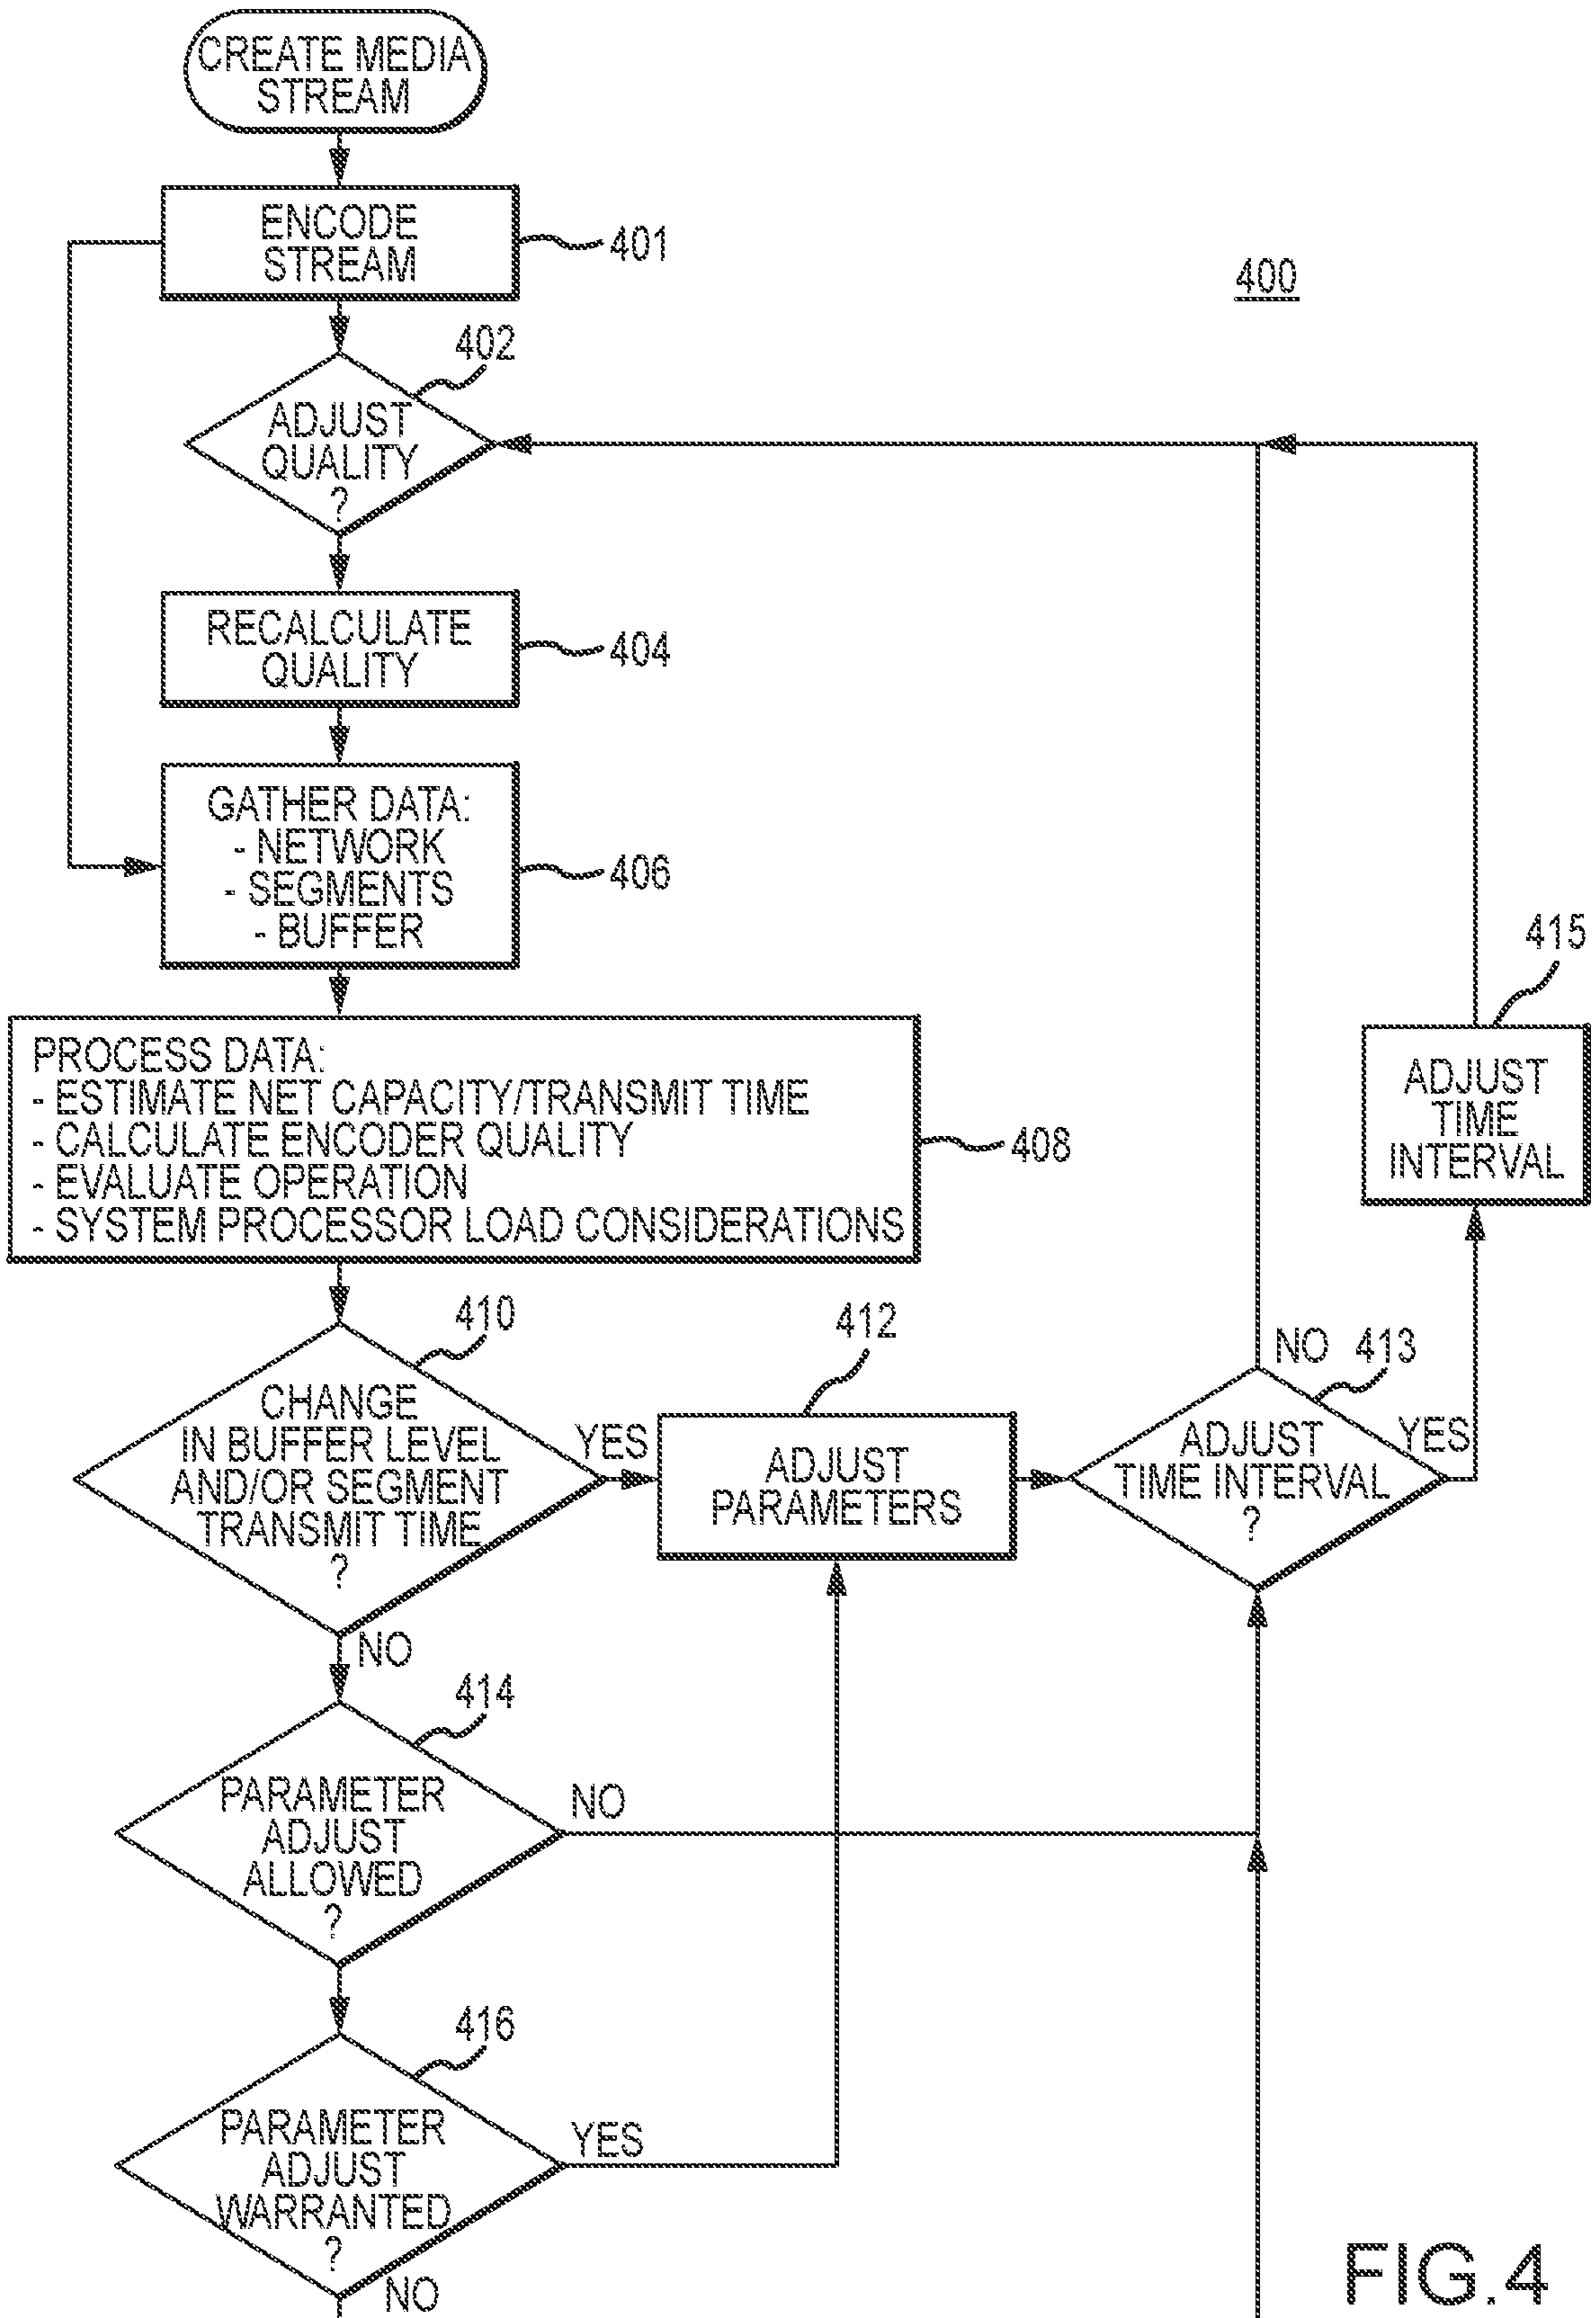 CREATE MEDIA
STREAM
ENCODE
STREAM
401
400
402
ADJUST
QUALITY
?
RECALCULATE
QUALITY
404
GATHER DATA:
- NETWORK
- SEGMENTS
- BUFFER
406
415
ADJUST
TIME
INTERVAL
PROCESS DATA:
- ESTIMATE NET CAPACITY/TRANSMIT TIME
- CALCULATE ENCODER QUALITY
- EVALUATE OPERATION
- SYSTEM PROCESSOR LOAD CONSIDERATIONS
408
410
CHANGE
IN BUFFER LEVEL
AND/OR SEGMENT
TRANSMIT TIME
?
YES
NO
412
ADJUST
PARAMETERS
NO
413
ADJUST
TIME INTERVAL
?
YES
414
PARAMETER
ADJUST
ALLOWED
?
NO
416
PARAMETER
ADJUST
WARRANTED
?
YES
NO
FIG.4